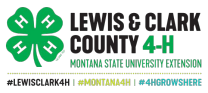 H H
H H
LEWIS & CLARK
COUNTY 4-H
MONTANA STATE UNIVERSITY EXTENSION
#LEWISCLARK4H | #MONTANA4H | #4HGROWSHERE